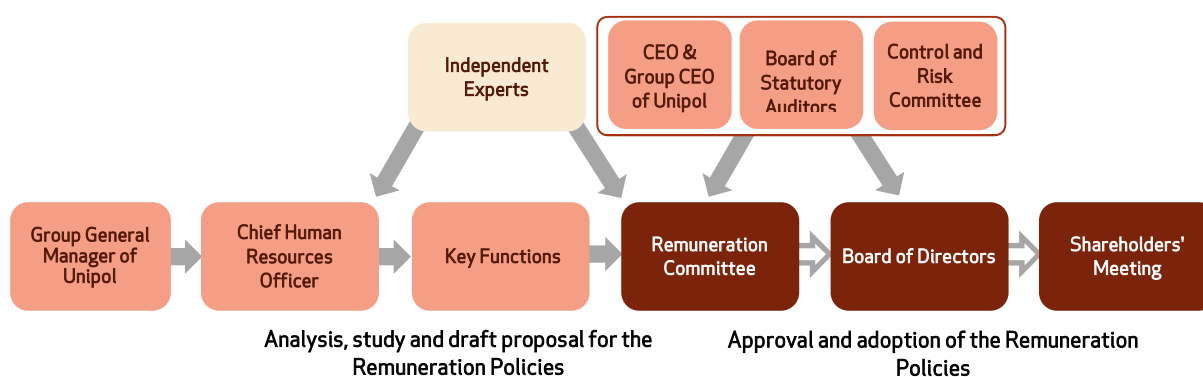 Independent
Experts
CEO &
Group CEO
of Unipol
Board of
Statutory
Auditors
Control and
Risk
Committee
Group General
Manager of
Unipol
Chief Human
Resources
Officer
Key Functions
Remuneration
Committee
Board of Directors
Shareholders'
Meeting
Analysis, study and draft proposal for the
Remuneration Policies
Approval and adoption of the Remuneration
Policies